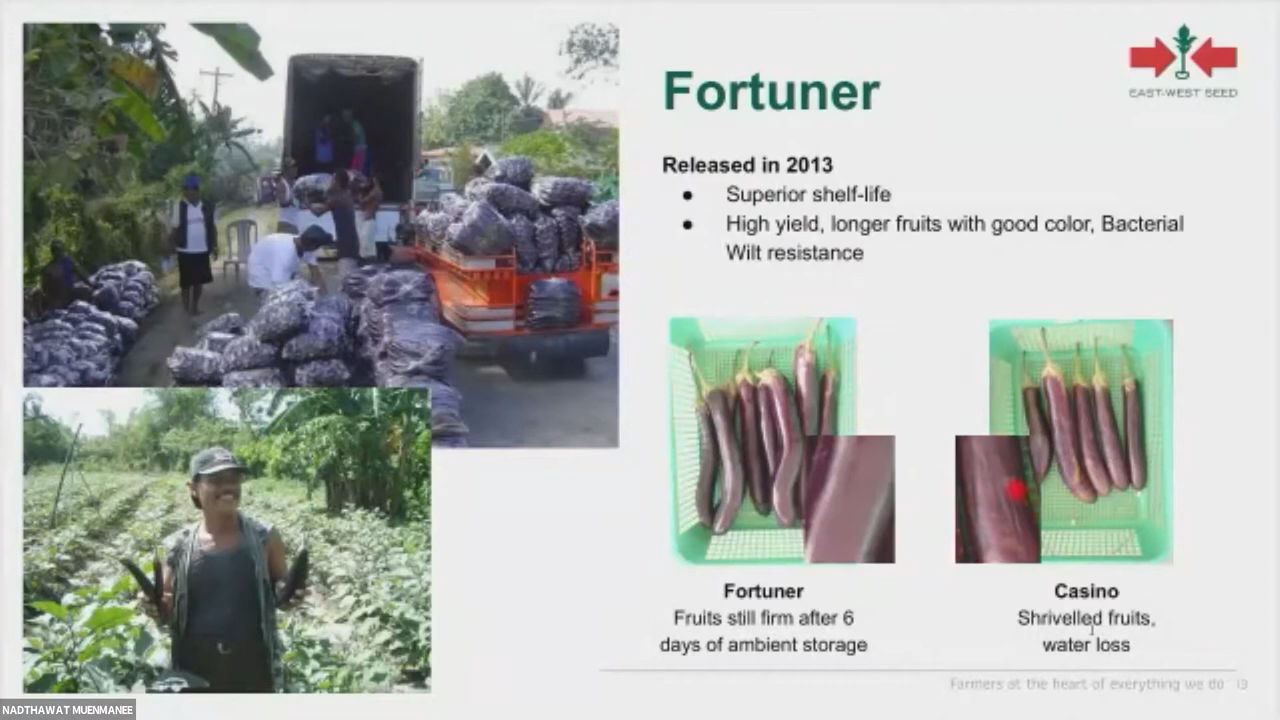 Fortuner
EAST-WEST SEED
Released in 2013
● Superior shelf-life
● High yield, longer fruits with good color, Bacterial
Wilt resistance
Fortuner
Fruits still firm after 6
days of ambient storage
Casino
Shrivelled fruits,
water loss
Farmers at the heart of everything we do 13
NADTHAWAT MUENMANEE